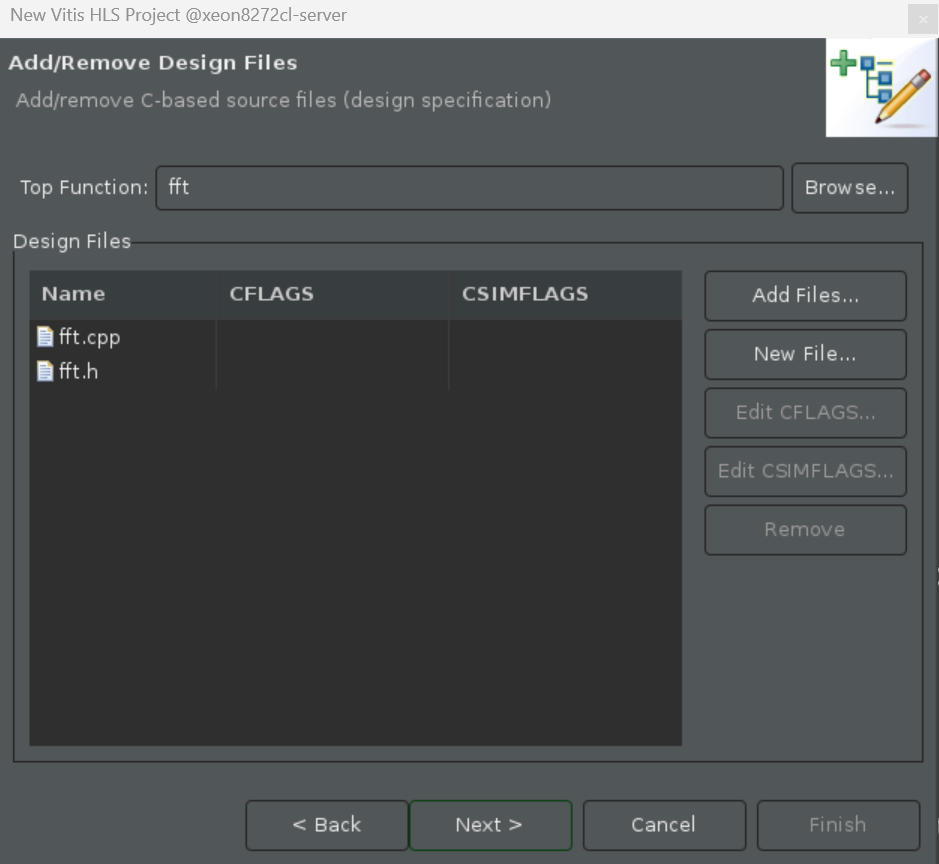 New Vitis HLS Project @xeon8272cl-server
Add/Remove Design Files
Add/remove C-based source files (design specification)
Top Function: fft Browse...
Design Files
Name CFLAGS CSIMFLAGS
Add Files...
fft.cpp
New File...
fft.h
Edit CFLAGS...
Edit CSIMFLAGS...
Remove
< Back Next > Cancel Finish